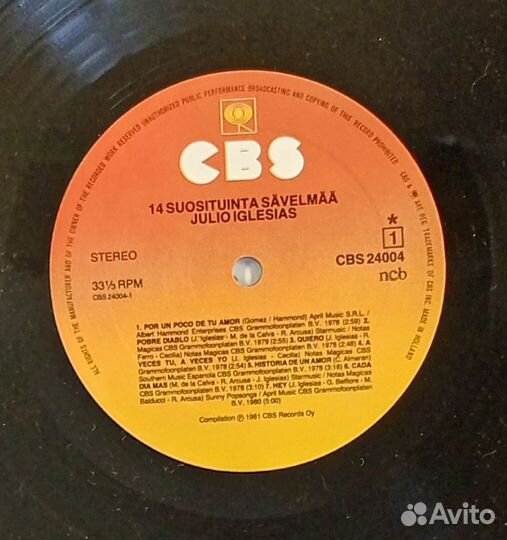 ALL RIGHTS OF THE MANUFACTURER AND OF THE OWNER OF THE RECORDED WORK RESERVED UNAUTHORIZED PUBLIC PERFORMANCE BROADCASTING AND COPYING OF THIS RECORD PROHIBITED
CBS & ARE REG. TRADEMARKS OF CBS INC. MADE IN HOLLAND
CBS
14 SUOSITUINTA SÄVELMÄÄ
JULIO IGLESIAS
STEREO
33⅓ RPM
CBS 24004-1
*
1
CBS 24004
ncb
1. POR UN POCO DE TU AMOR (Gomez / Hammond) April Music S.R.L. /
Albert Hammond Enterprises CBS Grammofoonplaten B.V. 1978 (2:59) 2.
POBRE DIABLO (J. Iglesias - M. de la Calva - R. Arcusa) Starmusic / Notas
Magicas CBS Grammofoonplaten B.V. 1979 (2:55) 3. QUIERO (J. Iglesias - R.
Ferro - Cecilia) Notas Magicas CBS Grammofoonplaten B.V. 1975 (2:48) 4. A
VECES TU, A VECES YO (J. Iglesias - Cecilia) Notas Magicas CBS
Grammofoonplaten B.V. 1978 (2:54) 5. HISTORIA DE UN AMOR (C. Almaran)
Southern Music Espanola CBS Grammofoonplaten B.V. 1978 (3:16) 6. CADA
DIA MAS (M. de la Calva - R. Arcusa - J. Iglesias) Starmusic / Notas Magicas
CBS Grammofoonplaten B.V. 1978 (3:10) 7. HEY (J. Iglesias - G. Belfiore - M.
Balducci - R. Arcusa) Sunny Popsongs / April Music CBS Grammofoonplaten
B.V. 1980 (5:00)
Compilation ℗ 1981 CBS Records Oy
Avito